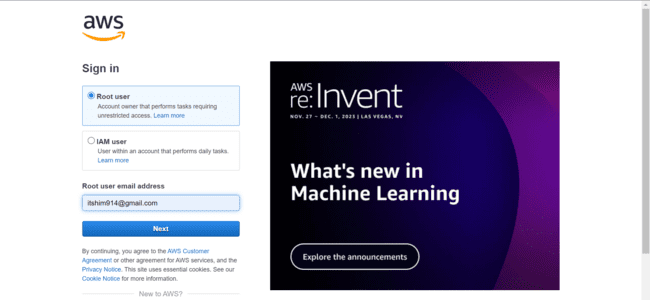 aws
Sign in
Root user
Account owner that performs tasks requiring
unrestricted access. Learn more
IAM user
User within an account that performs daily tasks.
Learn more
Root user email address
itshim914@gmail.com
Next
By continuing, you agree to the AWS Customer
Agreement or other agreement for AWS services, and the
Privacy Notice. This site uses essential cookies. See our
Cookie Notice for more information.
New to AWS?
AWS
re:Invent
NOV. 27 – DEC. 1, 2023 | LAS VEGAS, NV
What's new in
Machine Learning
Explore the announcements